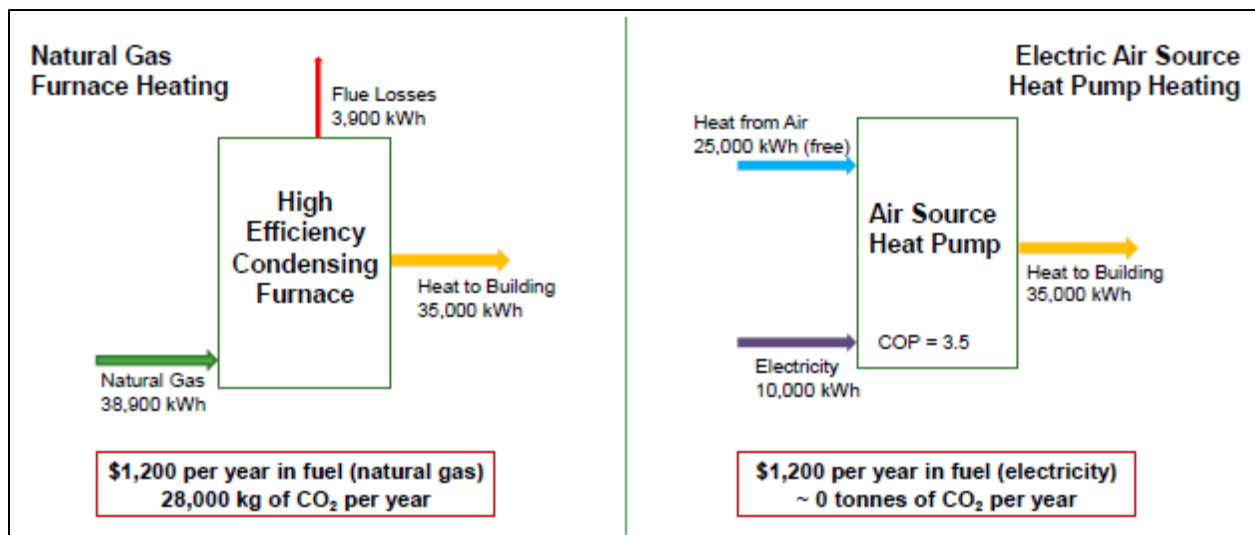 Natural Gas
Furnace Heating
Flue Losses
3,900 kWh
High
Efficiency
Condensing
Furnace
Heat to Building
35,000 kWh
Natural Gas
38,900 kWh
$1,200 per year in fuel (natural gas)
28,000 kg of CO₂ per year
Electric Air Source
Heat Pump Heating
Heat from Air
25,000 kWh (free)
Air Source
Heat Pump
Heat to Building
35,000 kWh
COP = 3.5
Electricity
10,000 kWh
$1,200 per year in fuel (electricity)
~ 0 tonnes of CO₂ per year